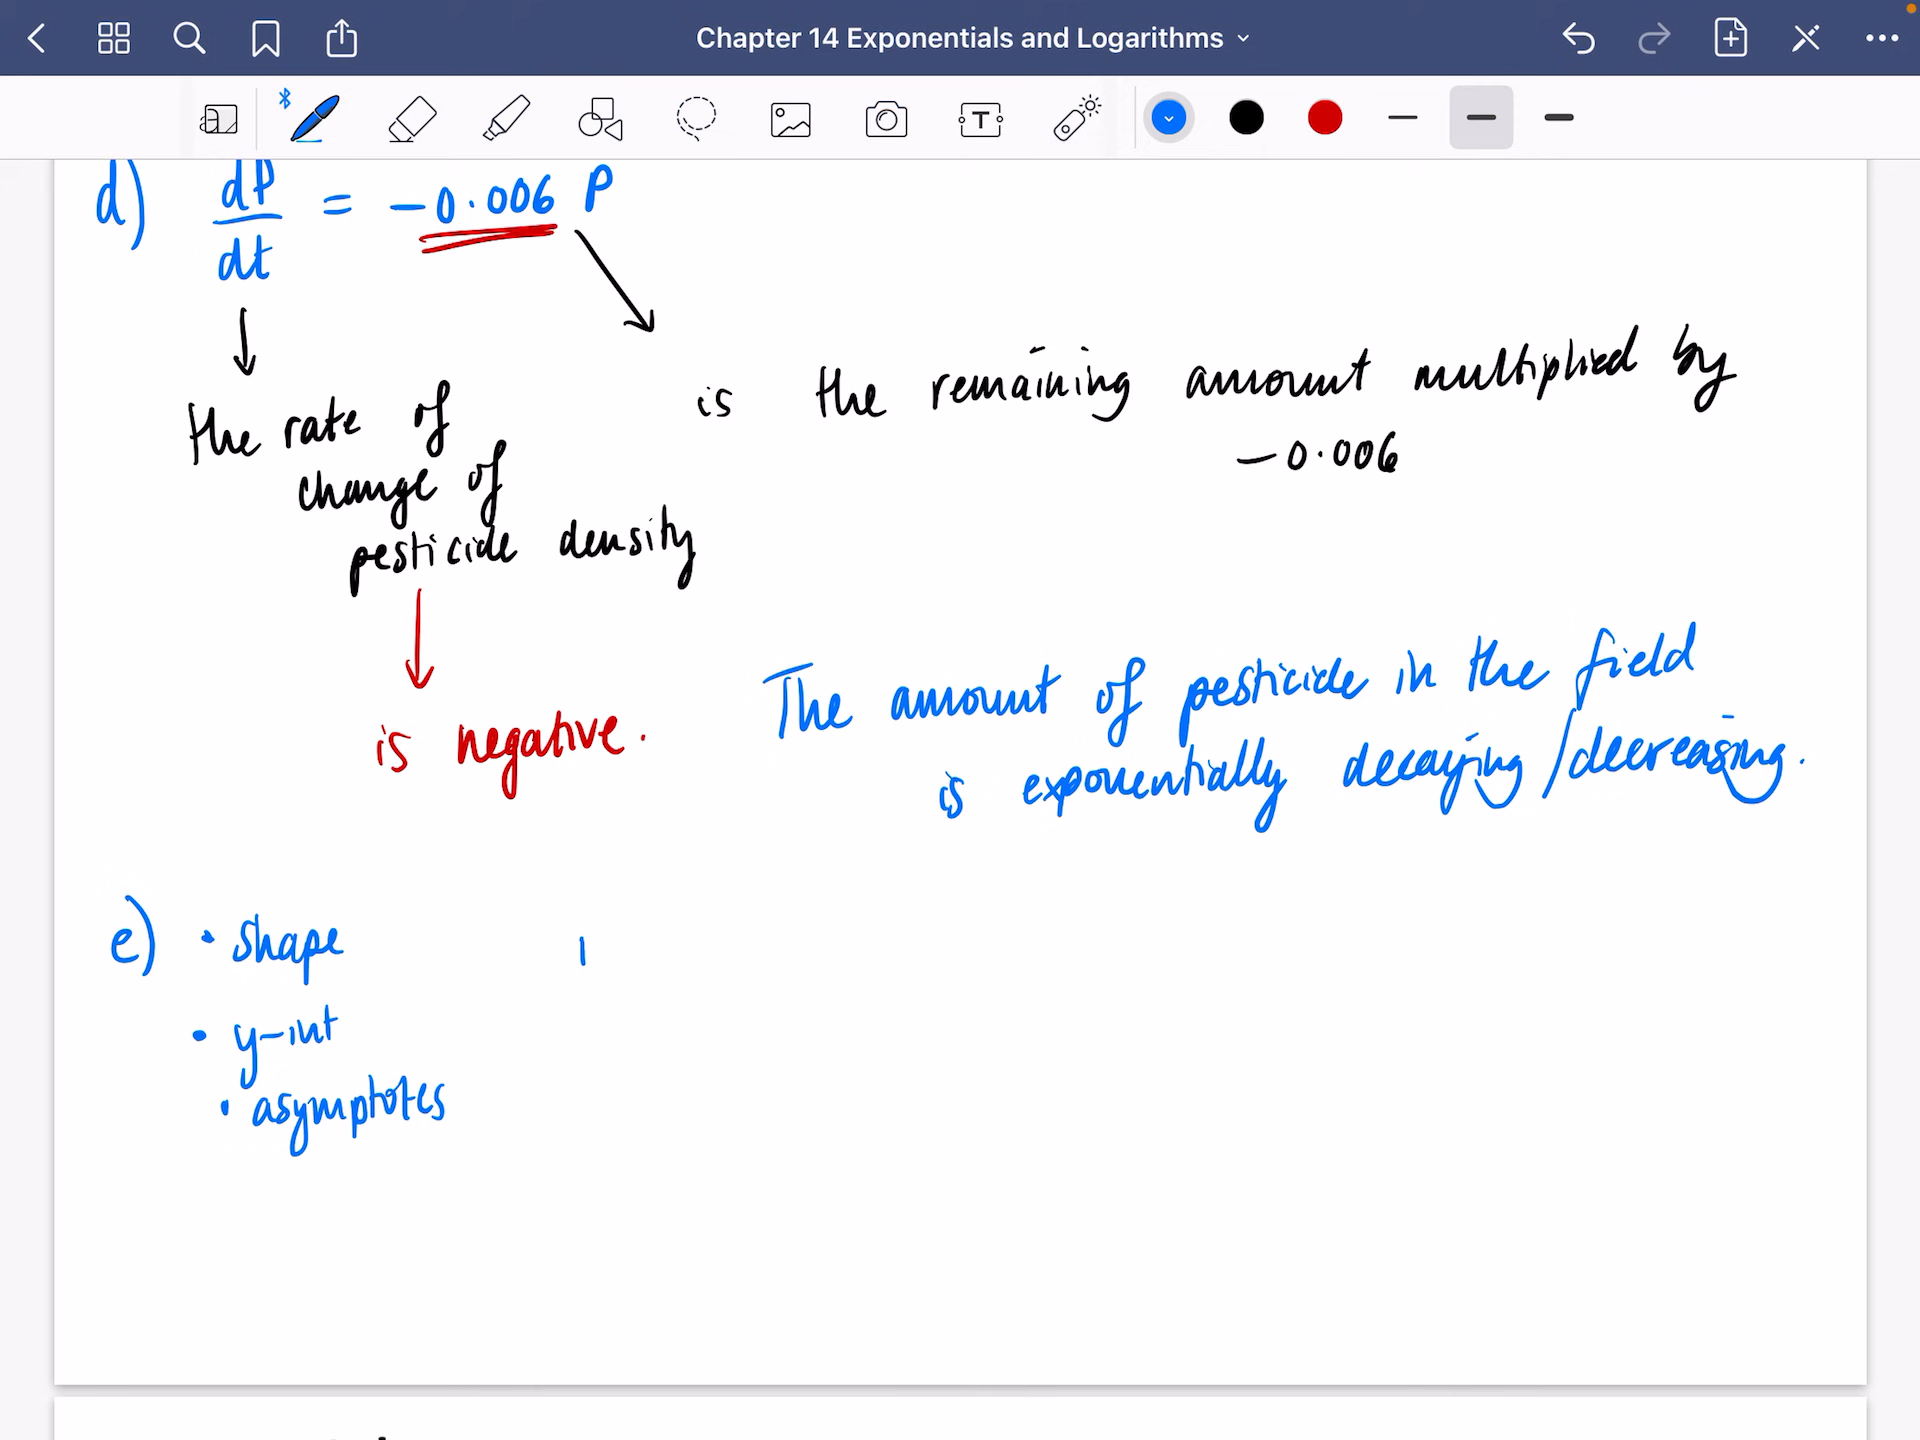 Chapter 14 Exponentials and Logarithms
d) dP/dt = -0.006 P
is the remaining amount multiplied by
-0.006
the rate of
change of
pesticide density
is negative.
The amount of pesticide in the field
is exponentially decaying / decreasing.
e) • shape
• y-int
• asymptotes